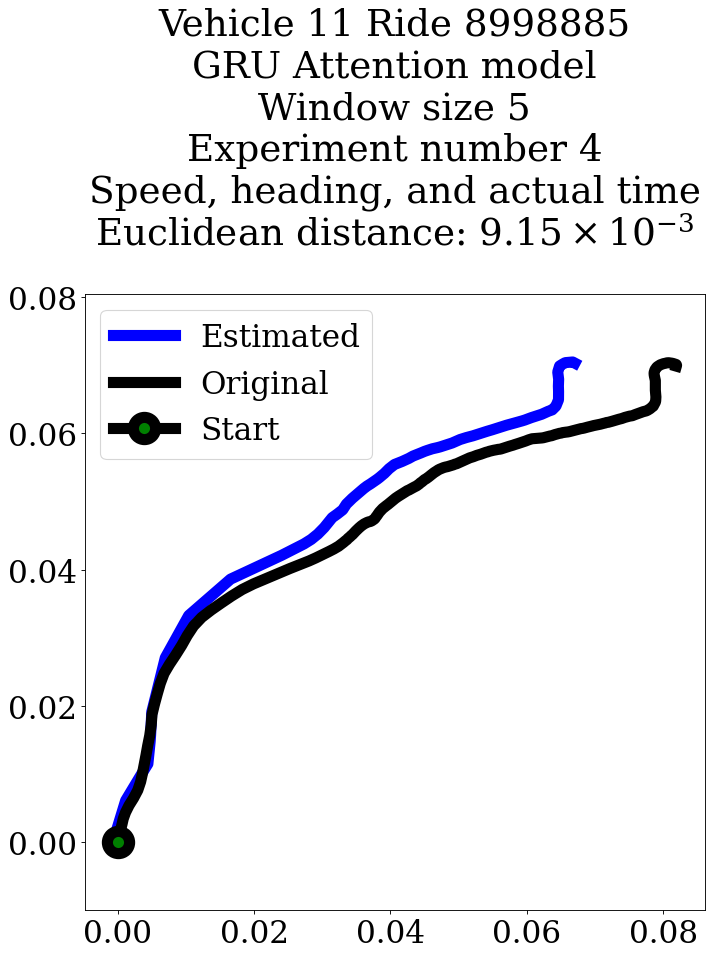 Vehicle 11 Ride 8998885
GRU Attention model
Window size 5
Experiment number 4
Speed, heading, and actual time
Euclidean distance: 9.15 × 10⁻³
0.08
0.06
0.04
0.02
0.00
Estimated
Original
Start
0.00 0.02 0.04 0.06 0.08